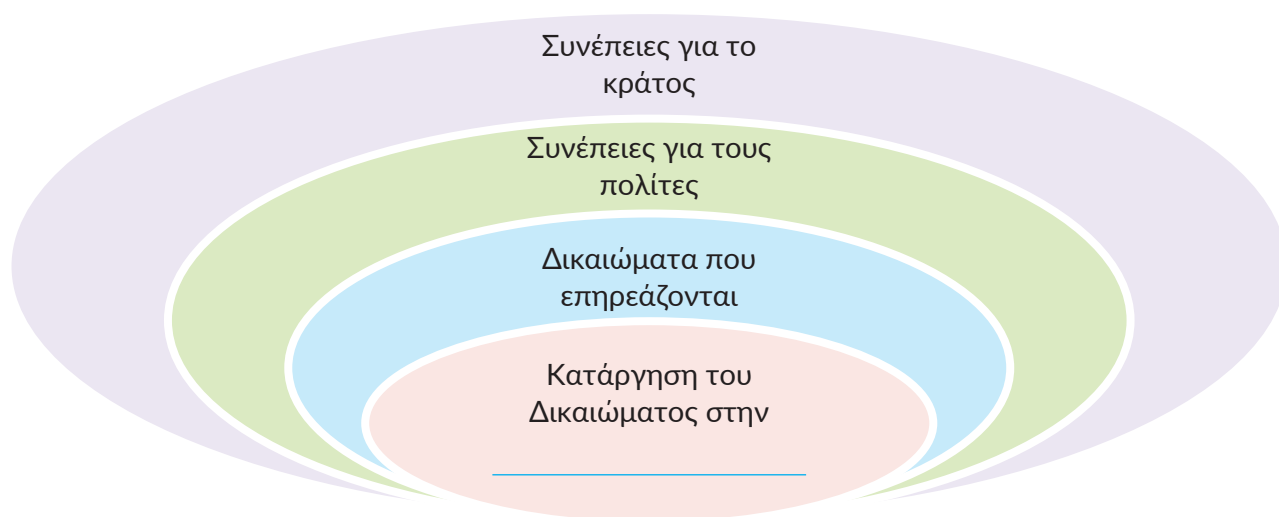 Συνέπειες για το
κράτος
Συνέπειες για τους
πολίτες
Δικαιώματα που
επηρεάζονται
Κατάργηση του
Δικαιώματος στην